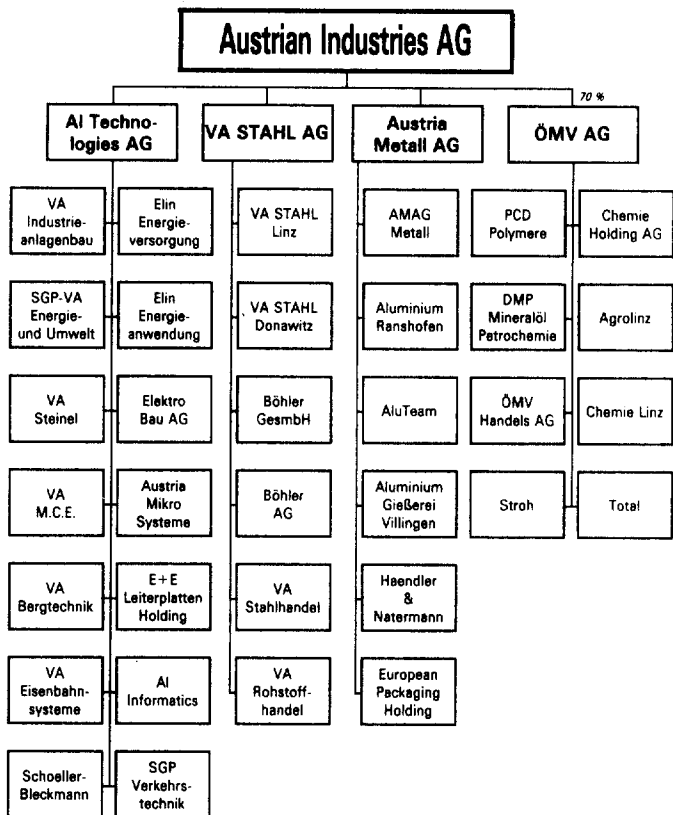 Austrian Industries AG
70 %
AI Techno-
logies AG
VA STAHL AG
Austria
Metall AG
ÖMV AG
VA
Industrie-
anlagenbau
Elin
Energie-
versorgung
SGP-VA
Energie-
und Umwelt
Elin
Energie-
anwendung
VA
Steinel
Elektro
Bau AG
VA
M.C.E.
Austria
Mikro
Systeme
VA
Bergtechnik
E+E
Leiterplatten
Holding
VA
Eisenbahn-
systeme
AI
Informatics
Schoeller-
Bleckmann
SGP
Verkehrs-
technik
VA STAHL
Linz
VA STAHL
Donawitz
Böhler
GesmbH
Böhler
AG
VA
Stahlhandel
VA
Rohstoff-
handel
AMAG
Metall
Aluminium
Ranshofen
AluTeam
Aluminium
Gießerei
Villingen
Haendler
&
Natermann
European
Packaging
Holding
PCD
Polymere
Chemie
Holding AG
DMP
Mineralöl
Petrochemie
Agrolinz
ÖMV
Handels AG
Chemie Linz
Stroh
Total